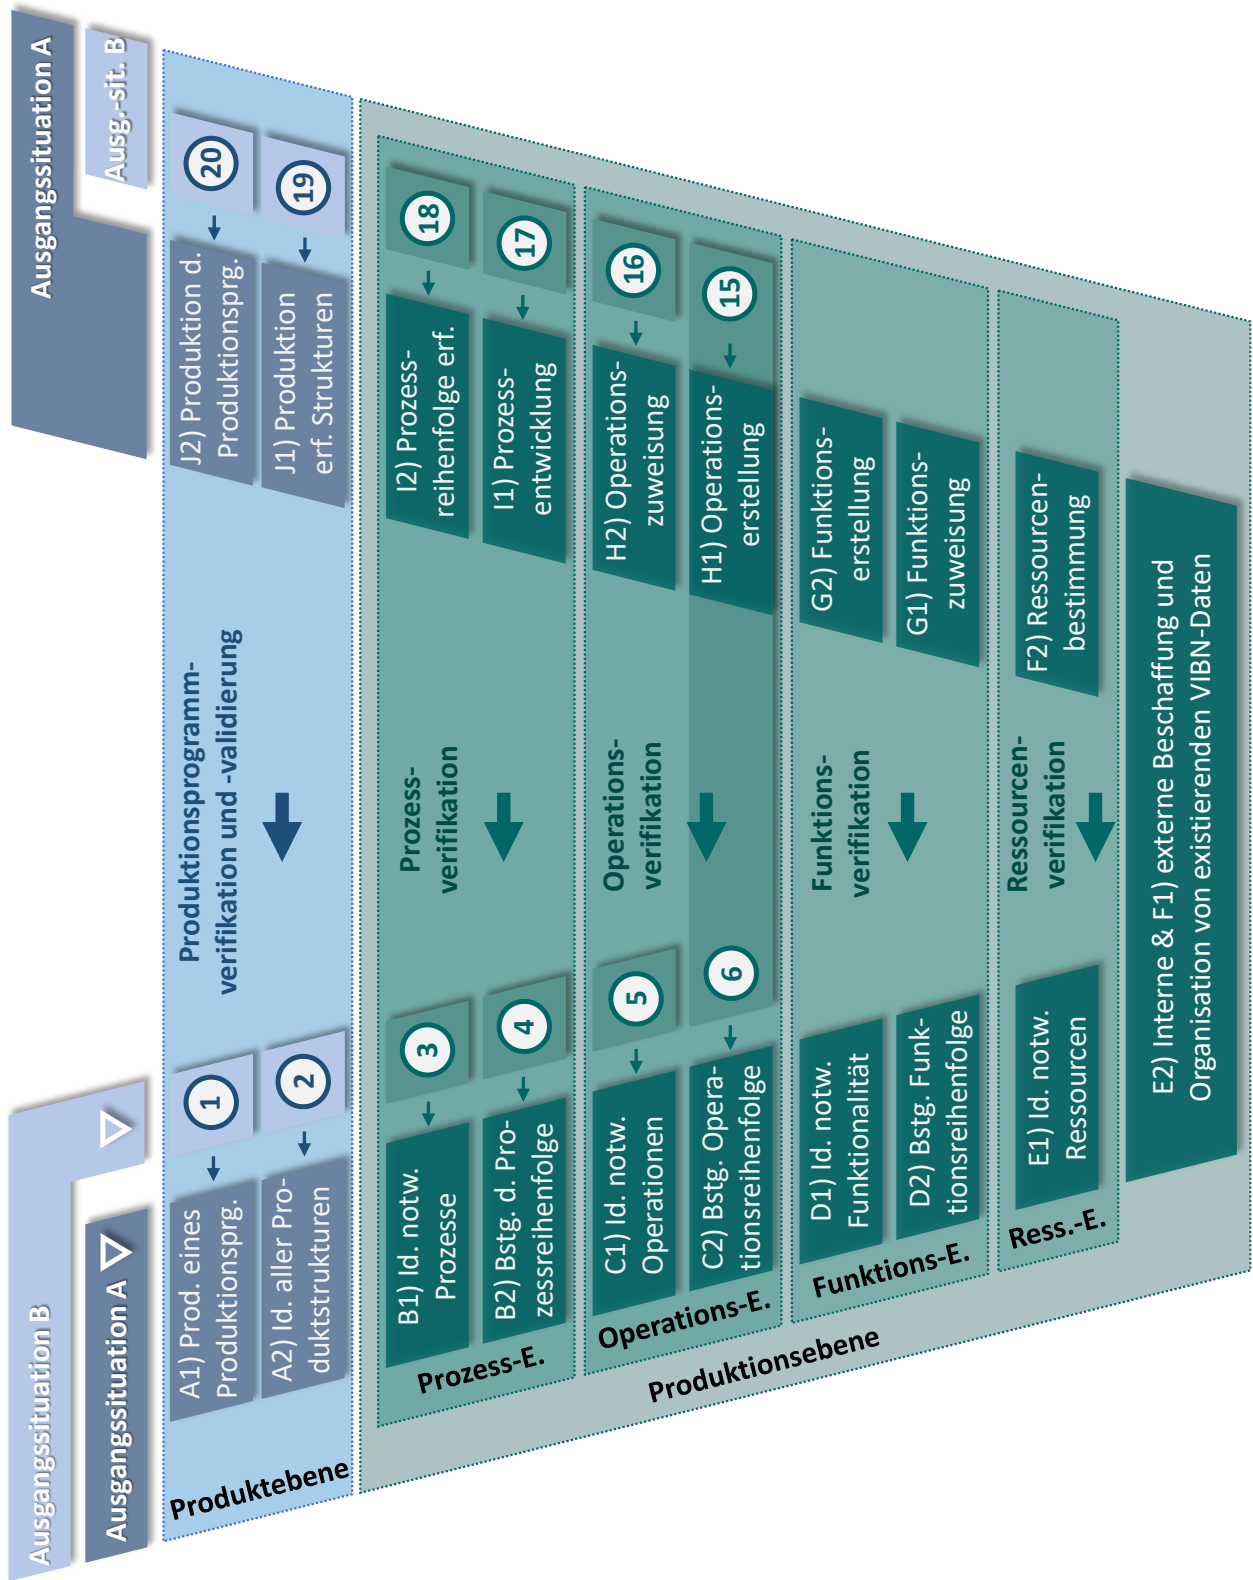 Ausgangssituation B
Ausgangssituation A
Ausgangssituation A
Ausg.-sit. B
Produktebene
A1) Prod. eines
Produktionsprg.
1
Produktionsprogramm-
verifikation und -validierung
J2) Produktion d.
Produktionsprg.
20
A2) Id. aller Pro-
duktstrukturen
2
J1) Produktion
erf. Strukturen
19
Produktionsebene
Prozess-E.
B1) Id. notw.
Prozesse
3
Prozess-
verifikation
I2) Prozess-
reihenfolge erf.
18
B2) Bstg. d. Pro-
zessreihenfolge
4
I1) Prozess-
entwicklung
17
Operations-E.
C1) Id. notw.
Operationen
5
Operations-
verifikation
H2) Operations-
zuweisung
16
C2) Bstg. Opera-
tionsreihenfolge
6
H1) Operations-
erstellung
15
Funktions-E.
D1) Id. notw.
Funktionalität
Funktions-
verifikation
G2) Funktions-
erstellung
D2) Bstg. Funk-
tionsreihenfolge
G1) Funktions-
zuweisung
Ress.-E.
E1) Id. notw.
Ressourcen
Ressourcen-
verifikation
F2) Ressourcen-
bestimmung
E2) Interne & F1) externe Beschaffung und
Organisation von existierenden VIBN-Daten